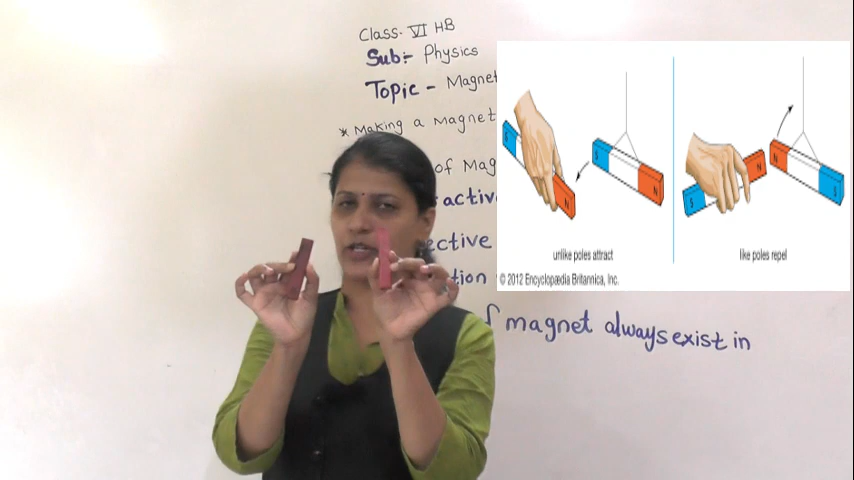 Class- VI HB
Sub:- Physics
Topic - Magnet
* Making a Magnet
of Mag
active
ective
tion
magnet always exist in
S
N
S
N
S
N
N
S
unlike poles attract
like poles repel
© 2012 Encyclopædia Britannica, Inc.